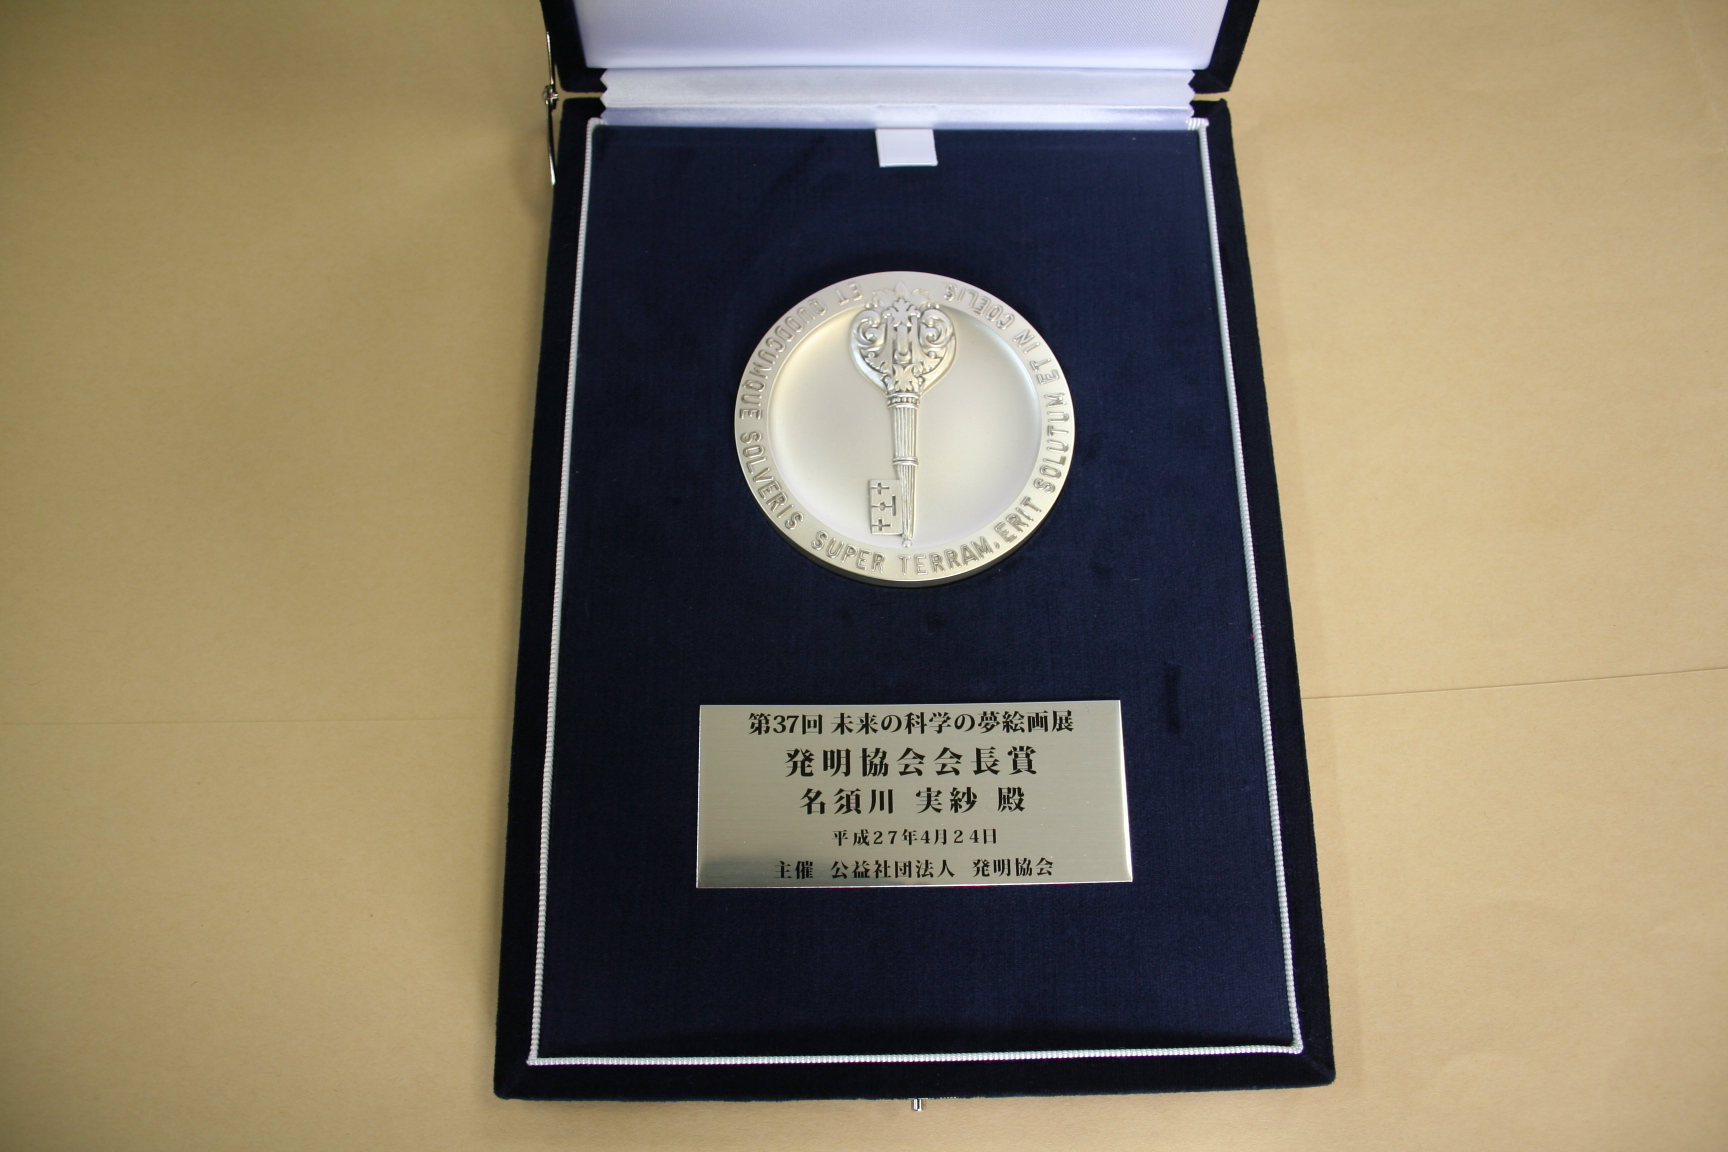 ET QUODCUMQUE SOLVERIS SUPER TERRAM, ERIT SOLUTUM ET IN COELIS
第37回 未来の科学の夢絵画展
発明協会会長賞
名須川 実紗 殿
平成27年4月24日
主催 公益社団法人 発明協会